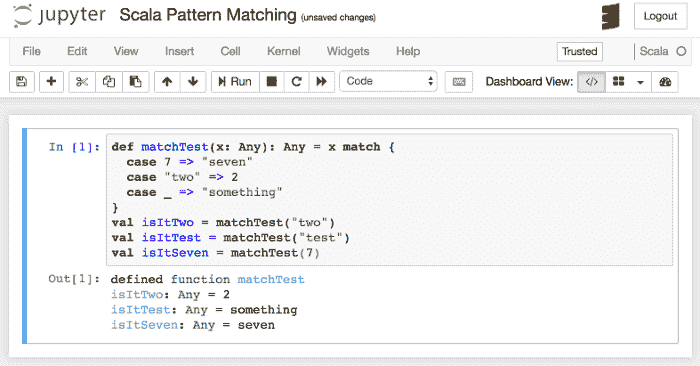 jupyter Scala Pattern Matching (unsaved changes) Logout
File Edit View Insert Cell Kernel Widgets Help Trusted Scala
Run Code Dashboard View:
In [1]: def matchTest(x: Any): Any = x match {
case 7 => "seven"
case "two" => 2
case _ => "something"
}
val isItTwo = matchTest("two")
val isItTest = matchTest("test")
val isItSeven = matchTest(7)
Out[1]: defined function matchTest
isItTwo: Any = 2
isItTest: Any = something
isItSeven: Any = seven